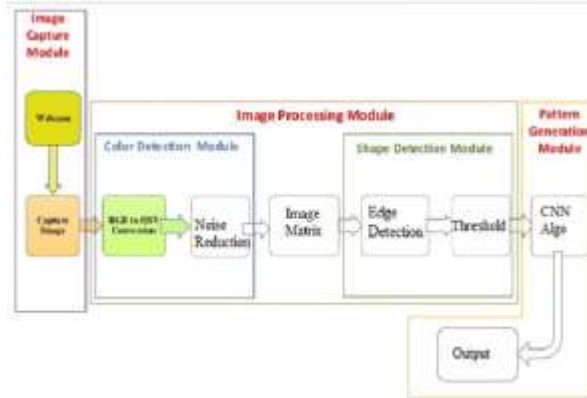 Image
Capture
Module
Webcam
Capture
Image
Image Processing Module
Color Detection Module
RGB to HSV
Conversion
Noise
Reduction
Image
Matrix
Shape Detection Module
Edge
Detection
Threshold
Pattern
Generation
Module
CNN
Algo
Output